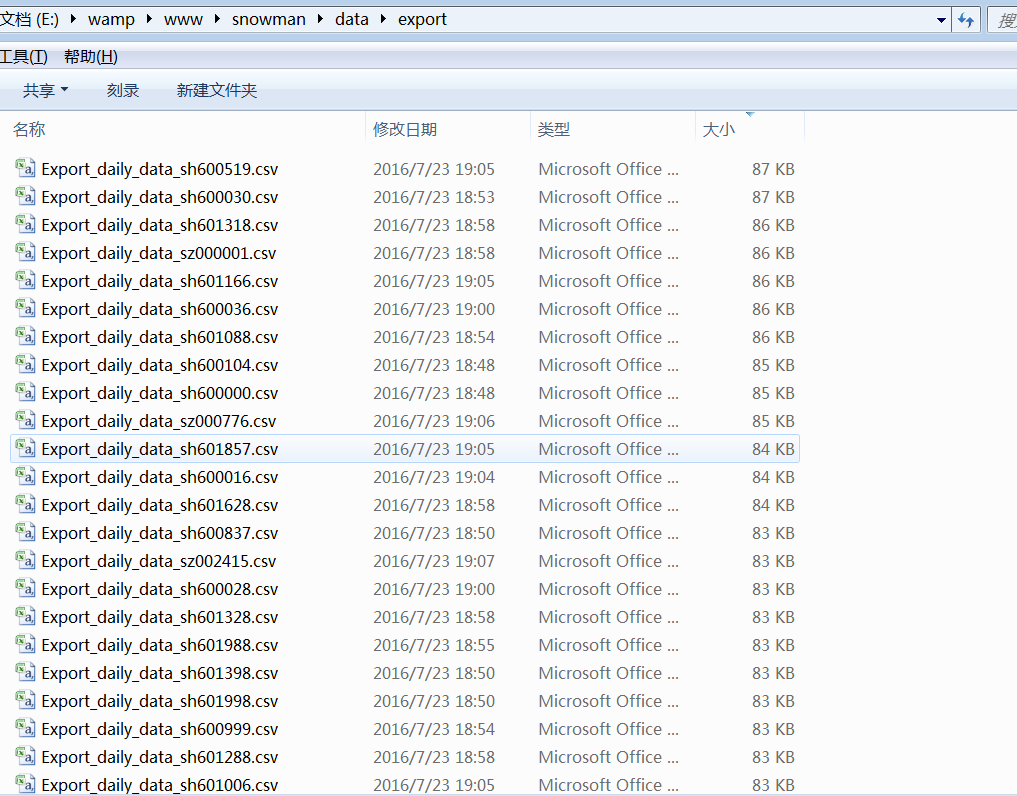 文档 (E:) ▸ wamp ▸ www ▸ snowman ▸ data ▸ export
工具(T) 帮助(H)
共享 刻录 新建文件夹
名称 修改日期 类型 大小
Export_daily_data_sh600519.csv 2016/7/23 19:05 Microsoft Office ... 87 KB
Export_daily_data_sh600030.csv 2016/7/23 18:53 Microsoft Office ... 87 KB
Export_daily_data_sh601318.csv 2016/7/23 18:58 Microsoft Office ... 86 KB
Export_daily_data_sz000001.csv 2016/7/23 18:58 Microsoft Office ... 86 KB
Export_daily_data_sh601166.csv 2016/7/23 19:05 Microsoft Office ... 86 KB
Export_daily_data_sh600036.csv 2016/7/23 19:00 Microsoft Office ... 86 KB
Export_daily_data_sh601088.csv 2016/7/23 18:54 Microsoft Office ... 86 KB
Export_daily_data_sh600104.csv 2016/7/23 18:48 Microsoft Office ... 85 KB
Export_daily_data_sh600000.csv 2016/7/23 18:48 Microsoft Office ... 85 KB
Export_daily_data_sz000776.csv 2016/7/23 19:06 Microsoft Office ... 85 KB
Export_daily_data_sh601857.csv 2016/7/23 19:05 Microsoft Office ... 84 KB
Export_daily_data_sh600016.csv 2016/7/23 19:04 Microsoft Office ... 84 KB
Export_daily_data_sh601628.csv 2016/7/23 18:58 Microsoft Office ... 84 KB
Export_daily_data_sh600837.csv 2016/7/23 18:50 Microsoft Office ... 83 KB
Export_daily_data_sz002415.csv 2016/7/23 19:07 Microsoft Office ... 83 KB
Export_daily_data_sh600028.csv 2016/7/23 19:00 Microsoft Office ... 83 KB
Export_daily_data_sh601328.csv 2016/7/23 18:58 Microsoft Office ... 83 KB
Export_daily_data_sh601988.csv 2016/7/23 18:55 Microsoft Office ... 83 KB
Export_daily_data_sh601398.csv 2016/7/23 18:50 Microsoft Office ... 83 KB
Export_daily_data_sh601998.csv 2016/7/23 18:50 Microsoft Office ... 83 KB
Export_daily_data_sh600999.csv 2016/7/23 18:54 Microsoft Office ... 83 KB
Export_daily_data_sh601288.csv 2016/7/23 18:58 Microsoft Office ... 83 KB
Export_daily_data_sh601006.csv 2016/7/23 19:05 Microsoft Office ... 83 KB